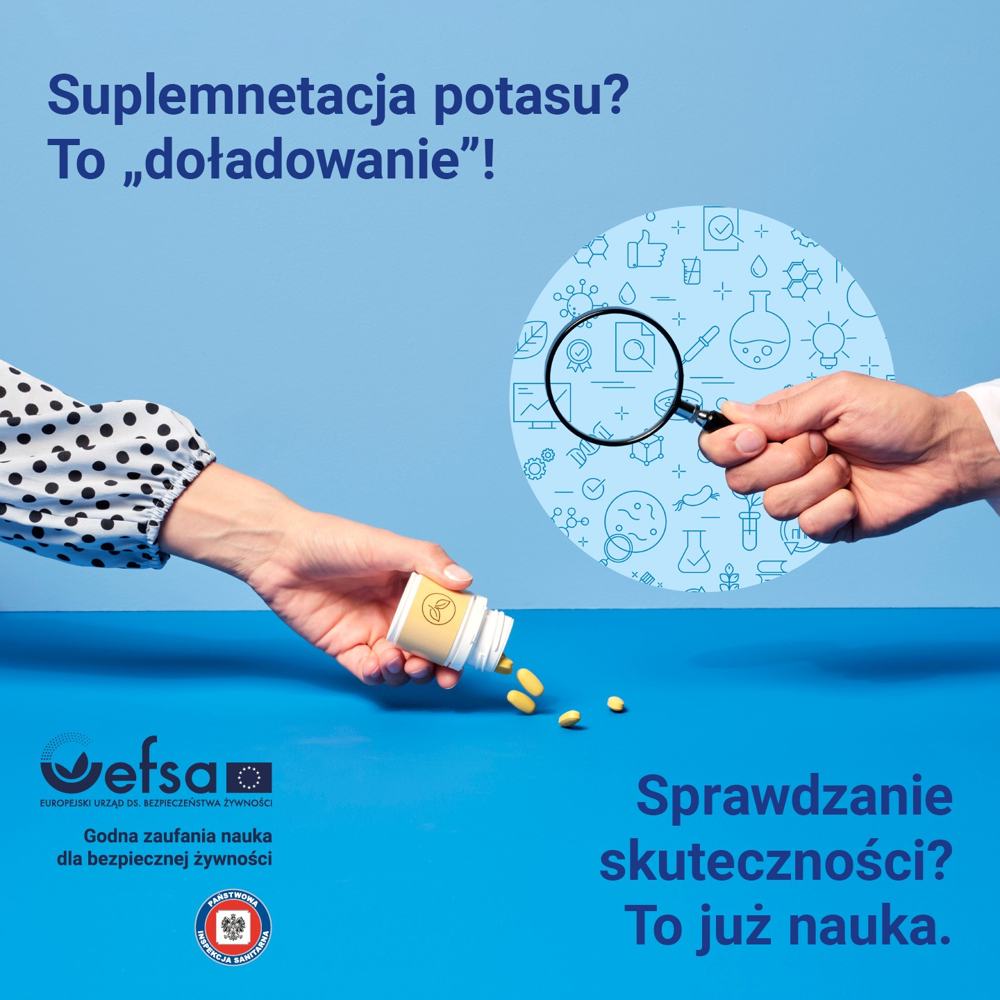 Suplemnetacja potasu?
To „doładowanie”!
efsa
EUROPEJSKI URZĄD DS. BEZPIECZEŃSTWA ŻYWNOŚCI
Godna zaufania nauka
dla bezpiecznej żywności
PAŃSTWOWA
INSPEKCJA SANITARNA
Sprawdzanie
skuteczności?
To już nauka.